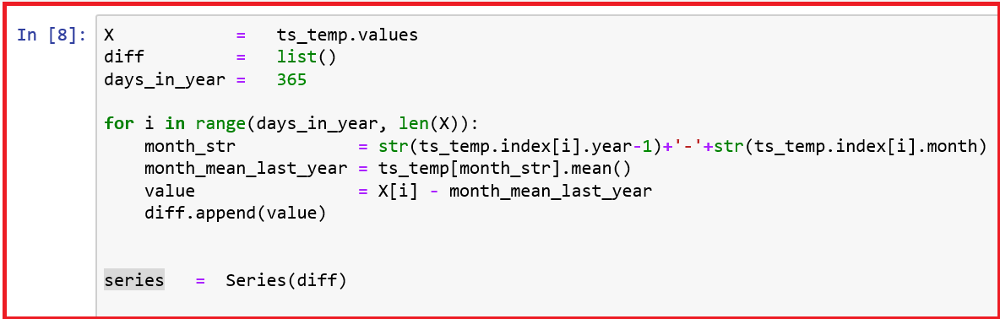 In [8]: X             =   ts_temp.values
diff         =   list()
days_in_year =   365
for i in range(days_in_year, len(X)):
    month_str            = str(ts_temp.index[i].year-1)+'-'+str(ts_temp.index[i].month)
    month_mean_last_year = ts_temp[month_str].mean()
    value                = X[i] - month_mean_last_year
    diff.append(value)
series   =  Series(diff)